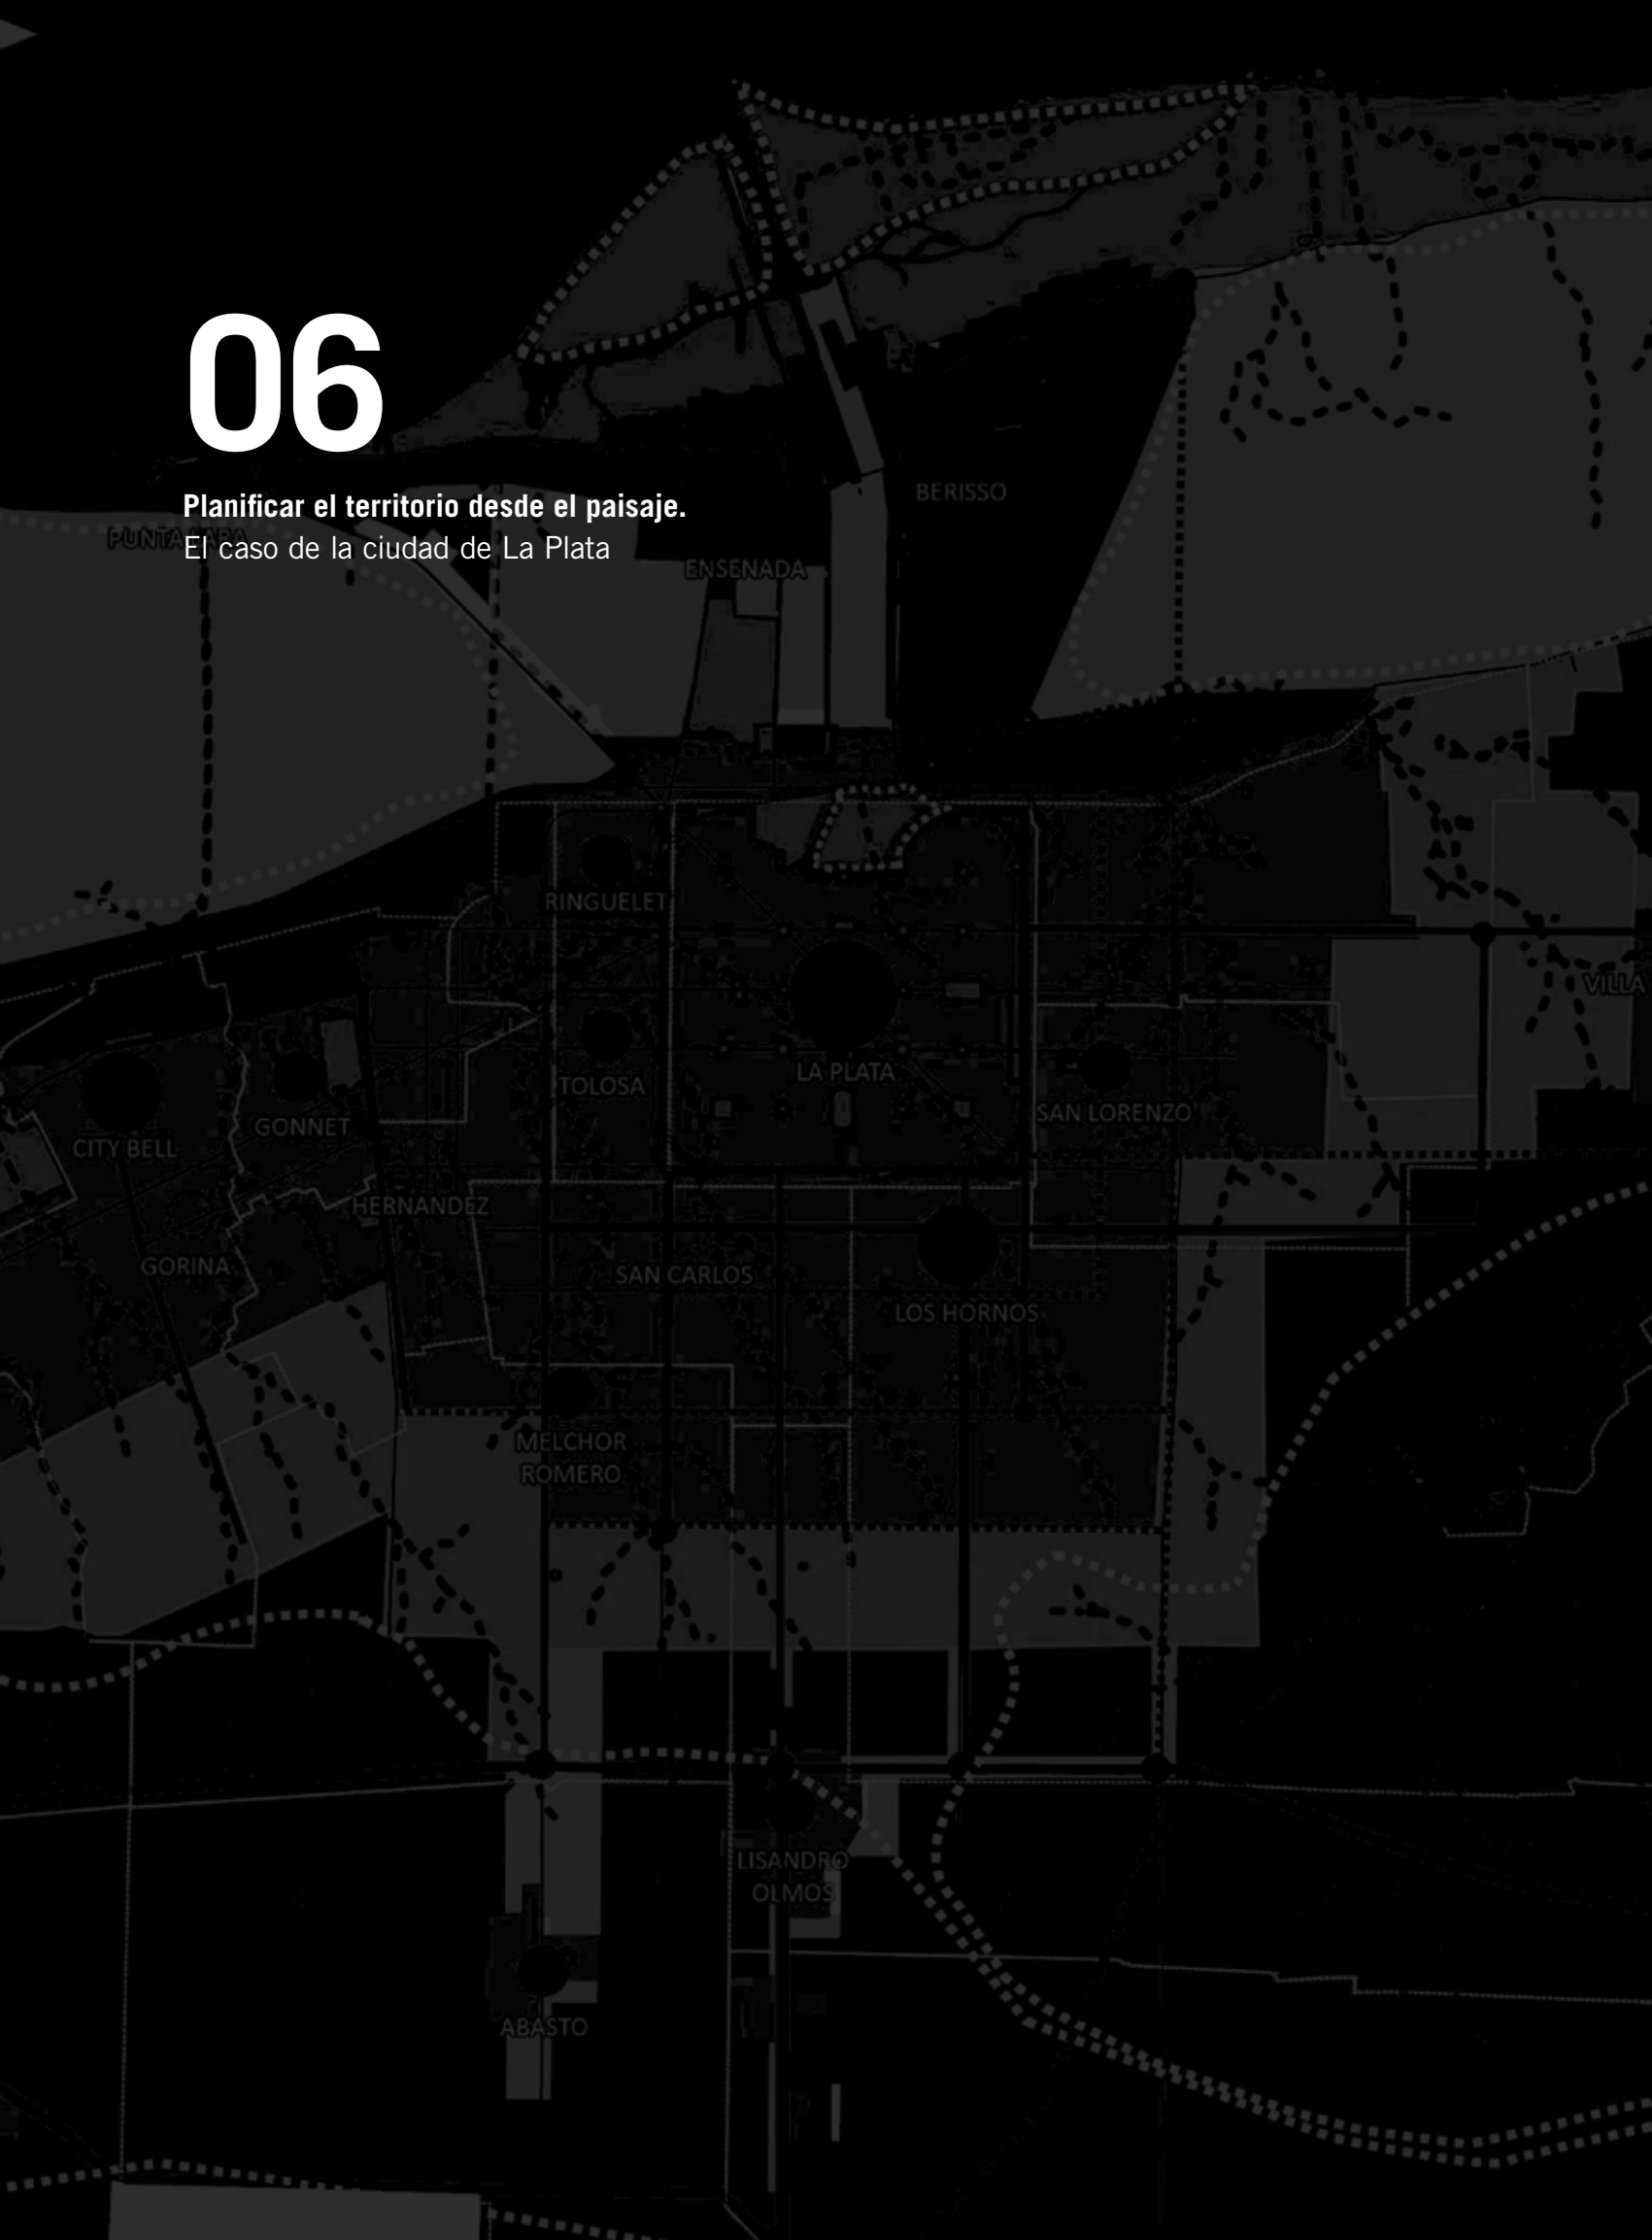 06
Planificar el territorio desde el paisaje.
El caso de la ciudad de La Plata
BERISSO
PUNTA LARA
ENSENADA
RINGUELET
VILLA
LA PLATA
TOLOSA
SAN LORENZO
GONNET
CITY BELL
HERNANDEZ
GORINA
SAN CARLOS
LOS HORNOS
MELCHOR
ROMERO
LISANDRO
OLMOS
ABASTO